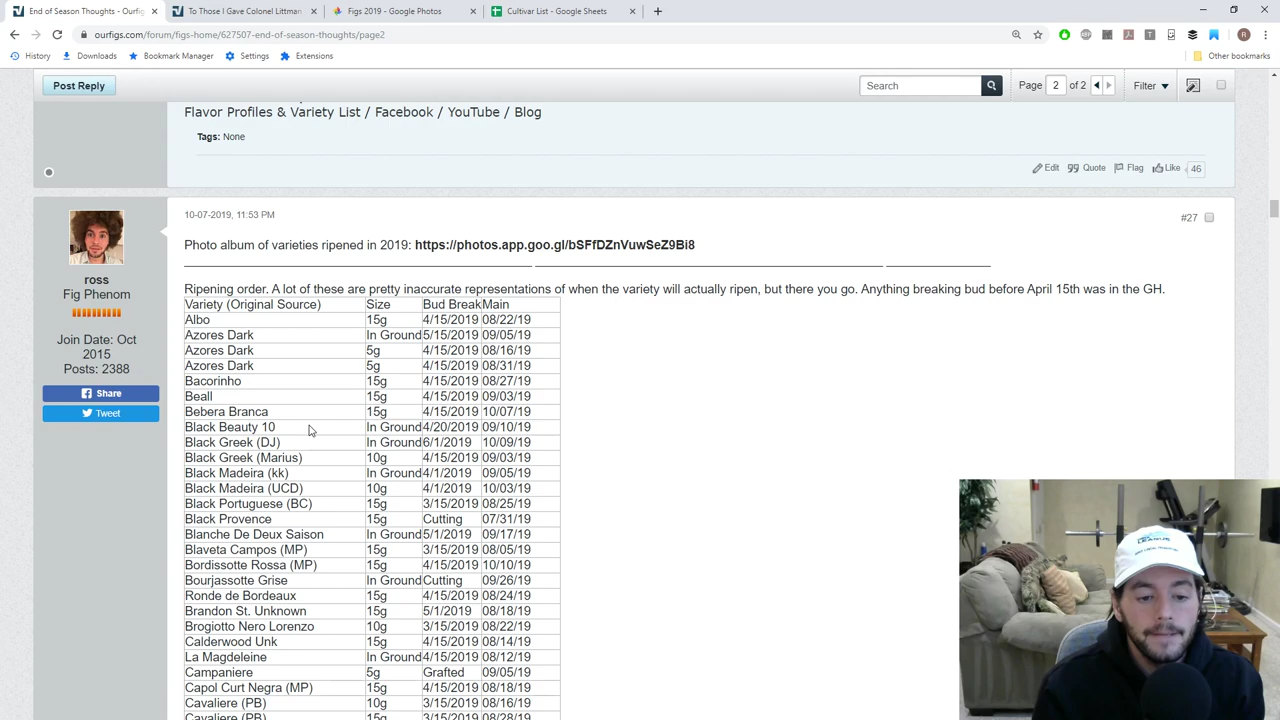 End of Season Thoughts - Ourfig
To Those I Gave Colonel Littman
Figs 2019 - Google Photos
Cultivar List - Google Sheets
ourfigs.com/forum/figs-home/627507-end-of-season-thoughts/page2
History
Downloads
Bookmark Manager
Settings
Extensions
Other bookmarks
Post Reply
Search
Page 2 of 2
Filter
Flavor Profiles & Variety List / Facebook / YouTube / Blog
Tags: None
Edit Quote Flag Like 46
10-07-2019, 11:53 PM
#27
ross
Fig Phenom
Join Date: Oct
2015
Posts: 2388
Share
Tweet
Photo album of varieties ripened in 2019: https://photos.app.goo.gl/bSFfDZnVuwSeZ9Bi8
Ripening order. A lot of these are pretty inaccurate representations of when the variety will actually ripen, but there you go. Anything breaking bud before April 15th was in the GH.
Variety (Original Source) Size Bud Break Main
Albo 15g 4/15/2019 08/22/19
Azores Dark In Ground 5/15/2019 09/05/19
Azores Dark 5g 4/15/2019 08/16/19
Azores Dark 5g 4/15/2019 08/31/19
Bacorinho 15g 4/15/2019 08/27/19
Beall 15g 4/15/2019 09/03/19
Bebera Branca 15g 4/15/2019 10/07/19
Black Beauty 10 In Ground 4/20/2019 09/10/19
Black Greek (DJ) In Ground 6/1/2019 10/09/19
Black Greek (Marius) 10g 4/15/2019 09/03/19
Black Madeira (kk) In Ground 4/1/2019 09/05/19
Black Madeira (UCD) 10g 4/1/2019 10/03/19
Black Portuguese (BC) 15g 3/15/2019 08/25/19
Black Provence 15g Cutting 07/31/19
Blanche De Deux Saison In Ground 5/1/2019 09/17/19
Blaveta Campos (MP) 15g 3/15/2019 08/05/19
Bordissotte Rossa (MP) 15g 4/15/2019 10/10/19
Bourjassotte Grise In Ground Cutting 09/26/19
Ronde de Bordeaux 15g 4/15/2019 08/24/19
Brandon St. Unknown 15g 5/1/2019 08/18/19
Brogiotto Nero Lorenzo 10g 3/15/2019 08/22/19
Calderwood Unk 15g 4/15/2019 08/14/19
La Magdeleine In Ground 4/15/2019 08/12/19
Campaniere 5g Grafted 09/05/19
Capol Curt Negra (MP) 15g 4/15/2019 08/18/19
Cavaliere (PB) 10g 3/15/2019 08/16/19
Cavaliere (PB) 15g 3/15/2019 08/28/19